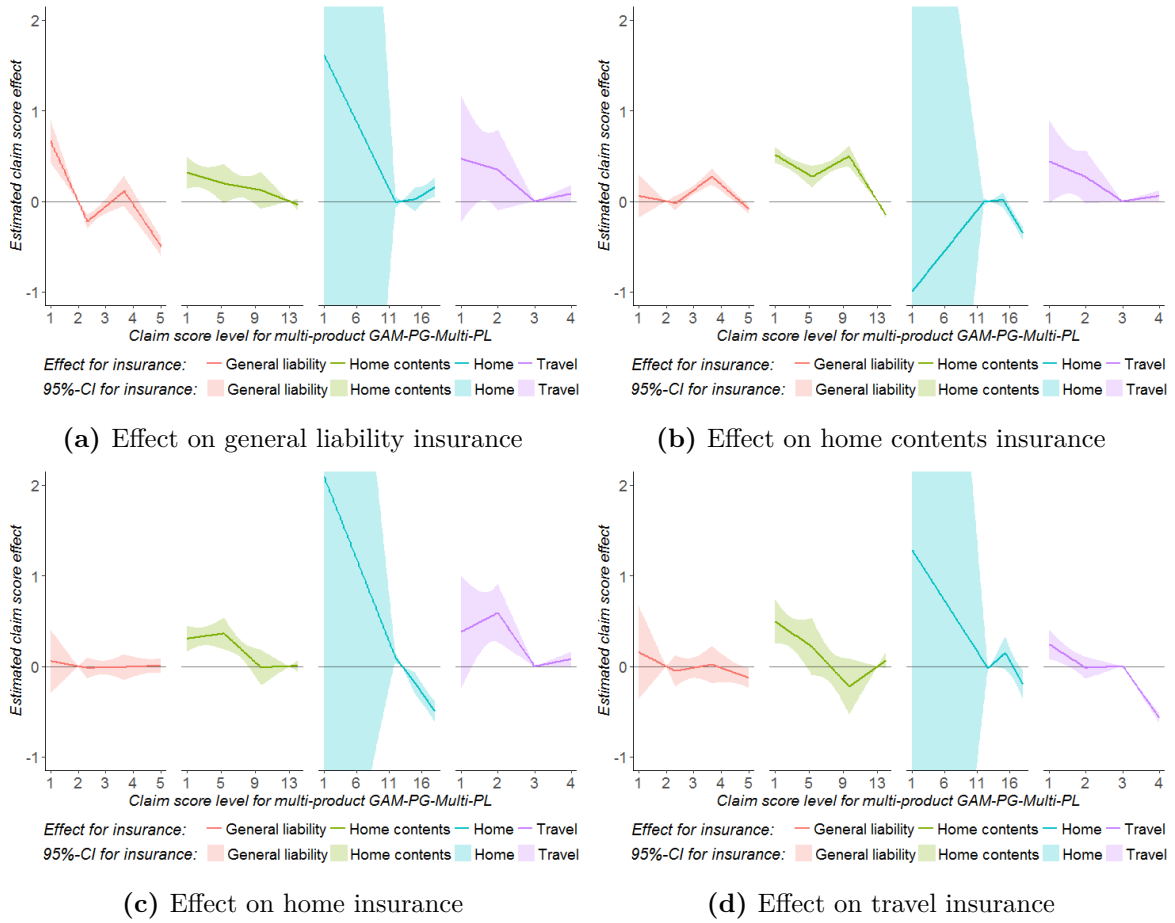 Estimated claim score effect
2
1
0
-1
1 2 3 4 5 1 5 9 13 1 6 11 16 1 2 3 4
Claim score level for multi-product GAM-PG-Multi-PL
Effect for insurance: General liability Home contents Home Travel
95%-CI for insurance: General liability Home contents Home Travel
(a) Effect on general liability insurance
Estimated claim score effect
2
1
0
-1
1 2 3 4 5 1 5 9 13 1 6 11 16 1 2 3 4
Claim score level for multi-product GAM-PG-Multi-PL
Effect for insurance: General liability Home contents Home Travel
95%-CI for insurance: General liability Home contents Home Travel
(b) Effect on home contents insurance
Estimated claim score effect
2
1
0
-1
1 2 3 4 5 1 5 9 13 1 6 11 16 1 2 3 4
Claim score level for multi-product GAM-PG-Multi-PL
Effect for insurance: General liability Home contents Home Travel
95%-CI for insurance: General liability Home contents Home Travel
(c) Effect on home insurance
Estimated claim score effect
2
1
0
-1
1 2 3 4 5 1 5 9 13 1 6 11 16 1 2 3 4
Claim score level for multi-product GAM-PG-Multi-PL
Effect for insurance: General liability Home contents Home Travel
95%-CI for insurance: General liability Home contents Home Travel
(d) Effect on travel insurance